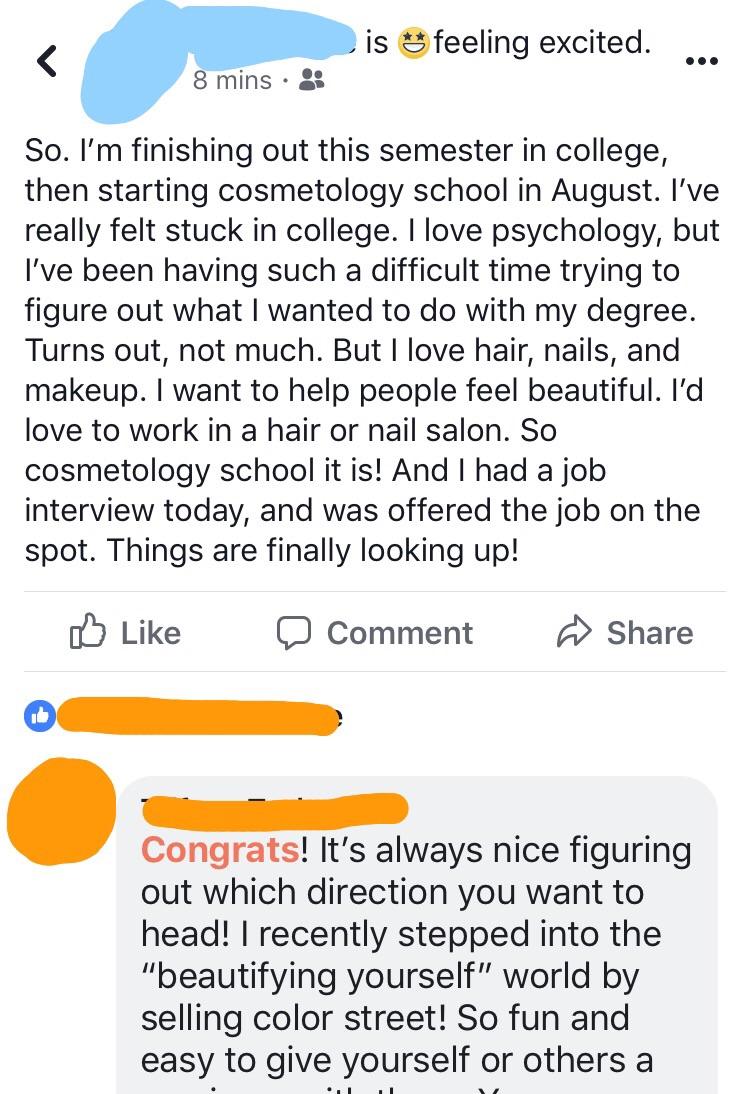 is 🤩 feeling excited.
8 mins ·
So. I'm finishing out this semester in college,
then starting cosmetology school in August. I've
really felt stuck in college. I love psychology, but
I've been having such a difficult time trying to
figure out what I wanted to do with my degree.
Turns out, not much. But I love hair, nails, and
makeup. I want to help people feel beautiful. I'd
love to work in a hair or nail salon. So
cosmetology school it is! And I had a job
interview today, and was offered the job on the
spot. Things are finally looking up!
Like Comment Share
Congrats! It's always nice figuring
out which direction you want to
head! I recently stepped into the
“beautifying yourself” world by
selling color street! So fun and
easy to give yourself or others a